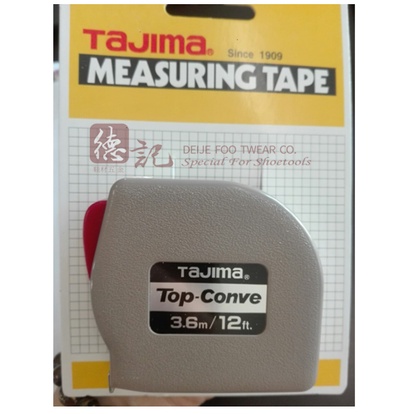 TAJIMA®
Since 1909
MEASURING TAPE
德記
DEIJE FOO TWEAR CO.
Special For Shoetools
TAJIMA®
Top-Conve
3.6m/12ft.